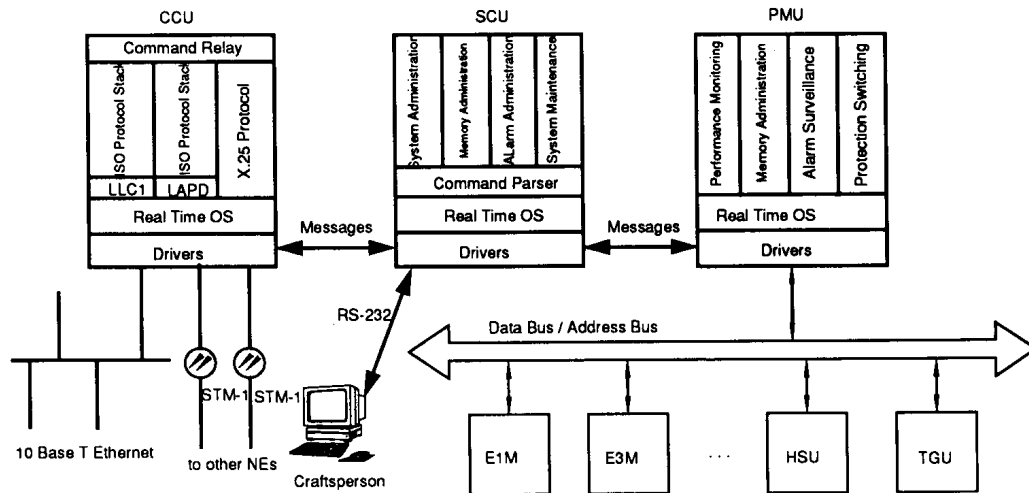 CCU
SCU
PMU
Command Relay
ISO Protocol Stack
ISO Protocol Stack
X.25 Protocol
LLC1
LAPD
Real Time OS
Drivers
System Administration
Memory Administration
ALarm Administration
System Maintenance
Command Parser
Real Time OS
Drivers
Performance Monitoring
Memory Administration
Alarm Surveillance
Protection Switching
Real Time OS
Drivers
Messages
Messages
RS-232
Data Bus / Address Bus
STM-1
STM-1
10 Base T Ethernet
to other NEs
Craftsperson
E1M
E3M
...
HSU
TGU